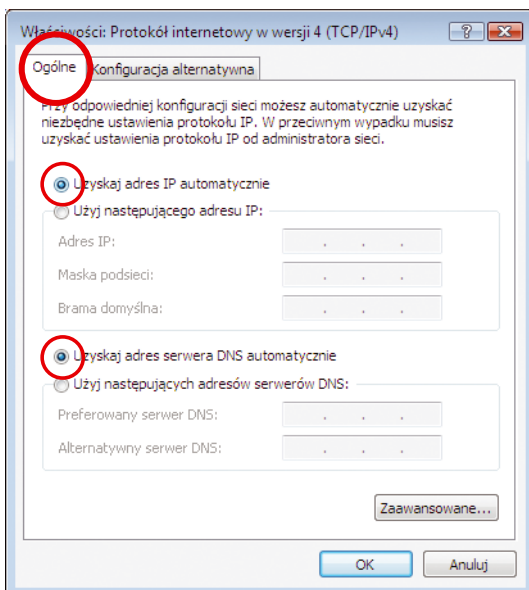 Właściwości: Protokół internetowy w wersji 4 (TCP/IPv4)
Ogólne Konfiguracja alternatywna
Przy odpowiedniej konfiguracji sieci możesz automatycznie uzyskać
niezbędne ustawienia protokołu IP. W przeciwnym wypadku musisz
uzyskać ustawienia protokołu IP od administratora sieci.
Uzyskaj adres IP automatycznie
Użyj następującego adresu IP:
Adres IP:
Maska podsieci:
Brama domyślna:
Uzyskaj adres serwera DNS automatycznie
Użyj następujących adresów serwerów DNS:
Preferowany serwer DNS:
Alternatywny serwer DNS:
Zaawansowane...
OK Anuluj